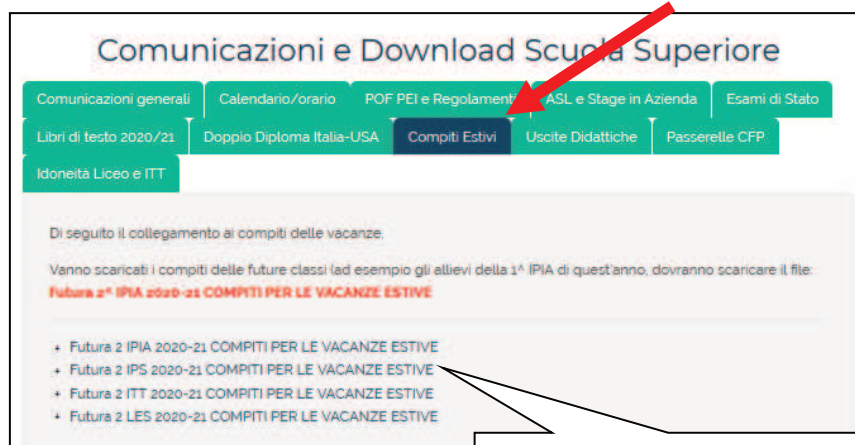 Comunicazioni e Download Scuola Superiore
Comunicazioni generali Calendario/orario POF PEI e Regolamenti ASL e Stage in Azienda Esami di Stato
Libri di testo 2020/21 Doppio Diploma Italia-USA Compiti Estivi Uscite Didattiche Passerelle CFP
Idoneità Liceo e ITT
Di seguito il collegamento ai compiti delle vacanze.
Vanno scaricati i compiti delle future classi (ad esempio gli allievi della 1^ IPIA di quest'anno, dovranno scaricare il file:
Futura 2^ IPIA 2020-21 COMPITI PER LE VACANZE ESTIVE
Futura 2 IPIA 2020-21 COMPITI PER LE VACANZE ESTIVE
Futura 2 IPS 2020-21 COMPITI PER LE VACANZE ESTIVE
Futura 2 ITT 2020-21 COMPITI PER LE VACANZE ESTIVE
Futura 2 LES 2020-21 COMPITI PER LE VACANZE ESTIVE